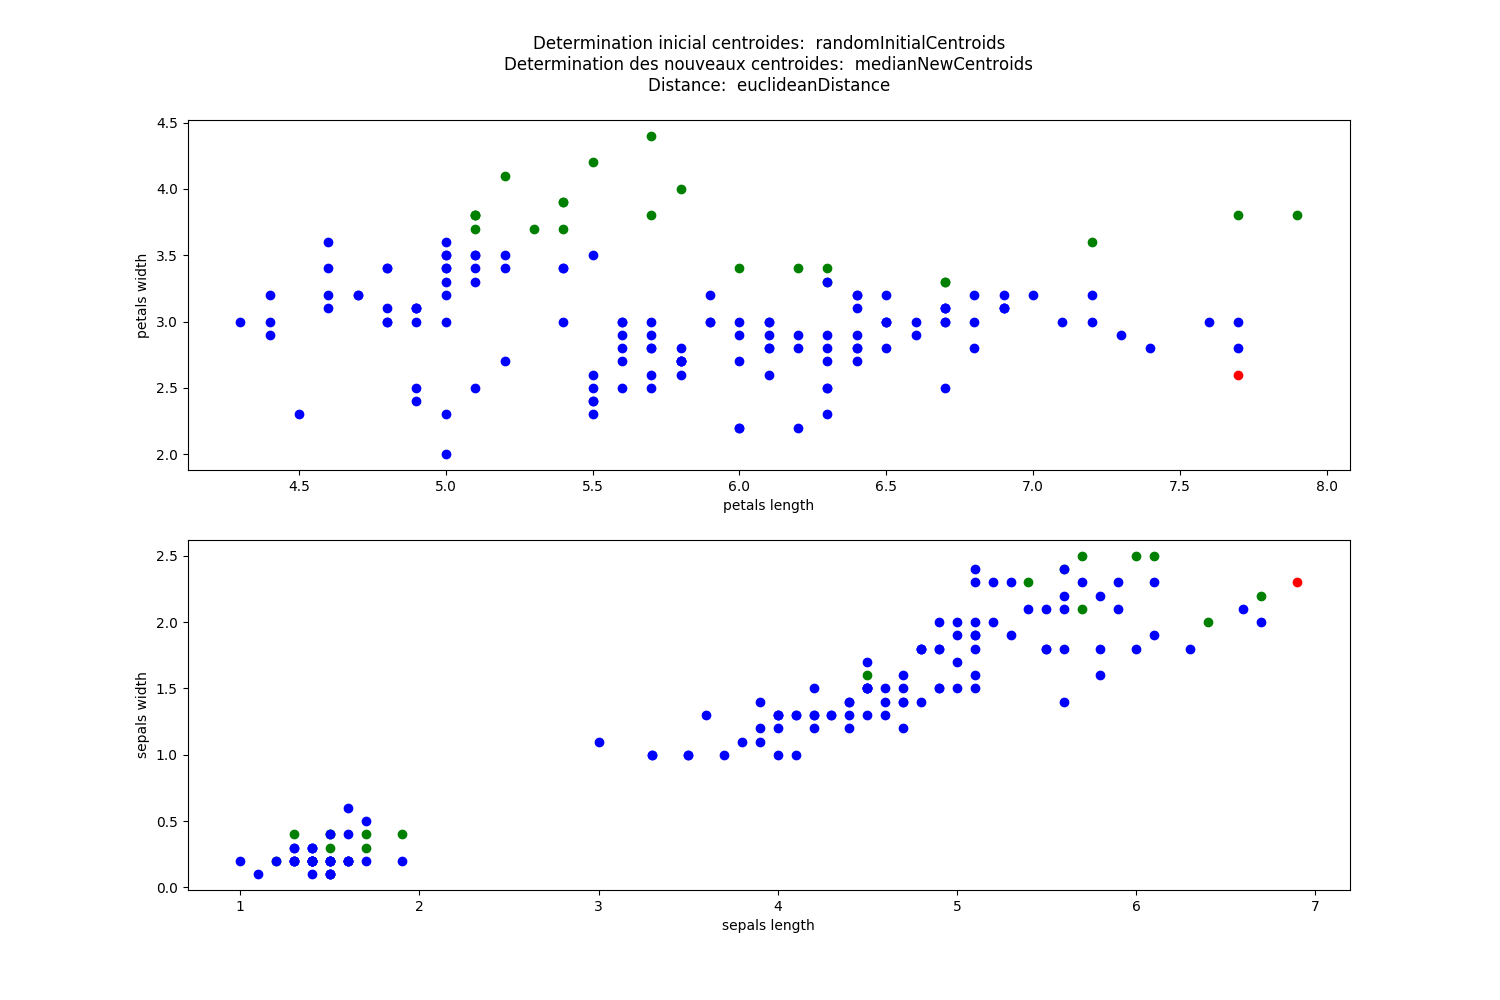 Determination inicial centroides:  randomInitialCentroids
Determination des nouveaux centroides:  medianNewCentroids
Distance:  euclideanDistance
4.5
4.0
3.5
3.0
2.5
2.0
petals width
4.5 5.0 5.5 6.0 6.5 7.0 7.5 8.0
petals length
2.5
2.0
1.5
1.0
0.5
0.0
sepals width
1 2 3 4 5 6 7
sepals length